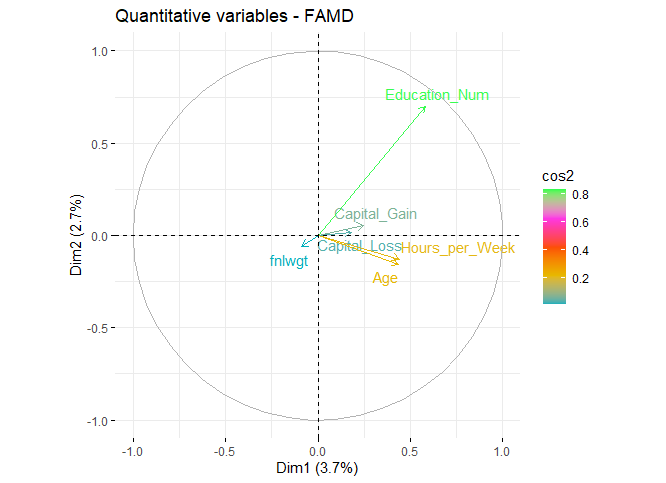 Quantitative variables - FAMD
1.0
0.5
0.0
-0.5
-1.0
Dim2 (2.7%)
Education_Num
Capital_Gain
Capital_Loss
Hours_per_Week
fnlwgt
Age
-1.0
-0.5
0.0
0.5
1.0
Dim1 (3.7%)
cos2
0.8
0.6
0.4
0.2